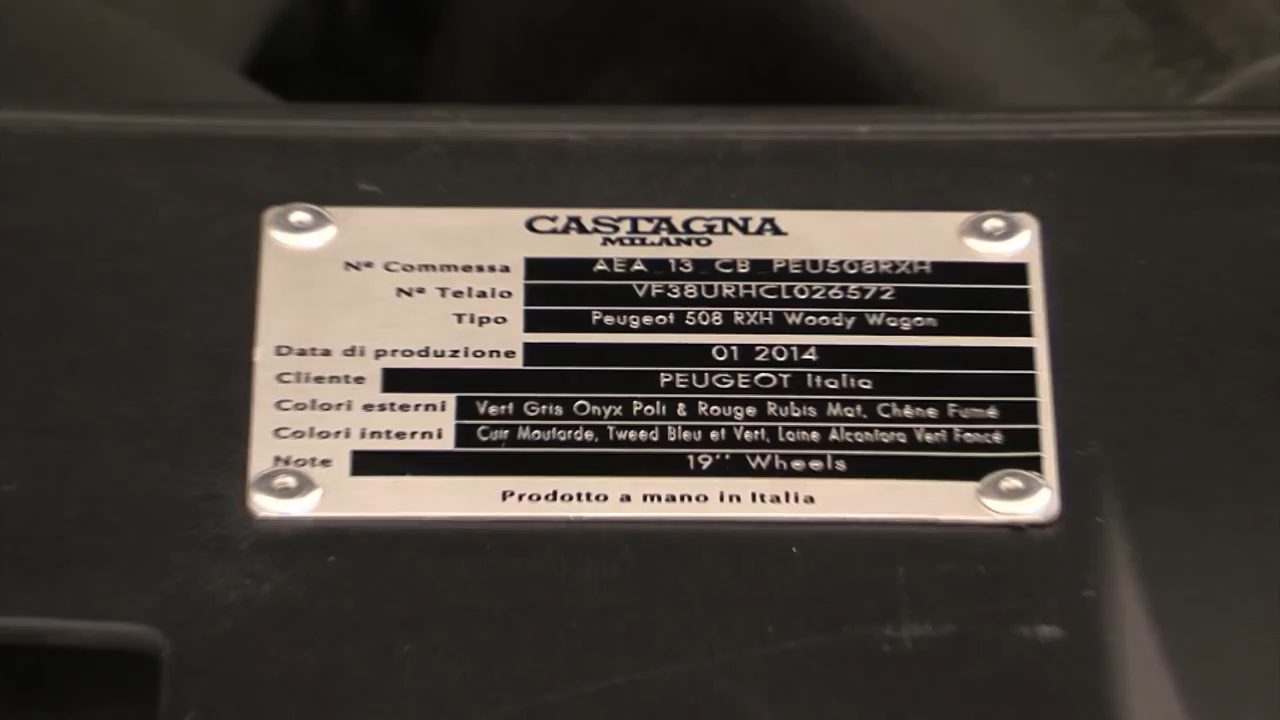 CASTAGNA
MILANO
Nº Commessa AEA_13_CB_PEU508RXH
Nº Telaio VF38URHCL026572
Tipo Peugeot 508 RXH Woody Wagon
Data di produzione 01 2014
Cliente PEUGEOT Italia
Colori esterni Vert Gris Onyx Poli & Rouge Rubis Mat, Chêne Fumé
Colori interni Cuir Moutarde, Tweed Bleu et Vert, Laine Alcantara Vert Foncé
Note 19'' Wheels
Prodotto a mano in Italia